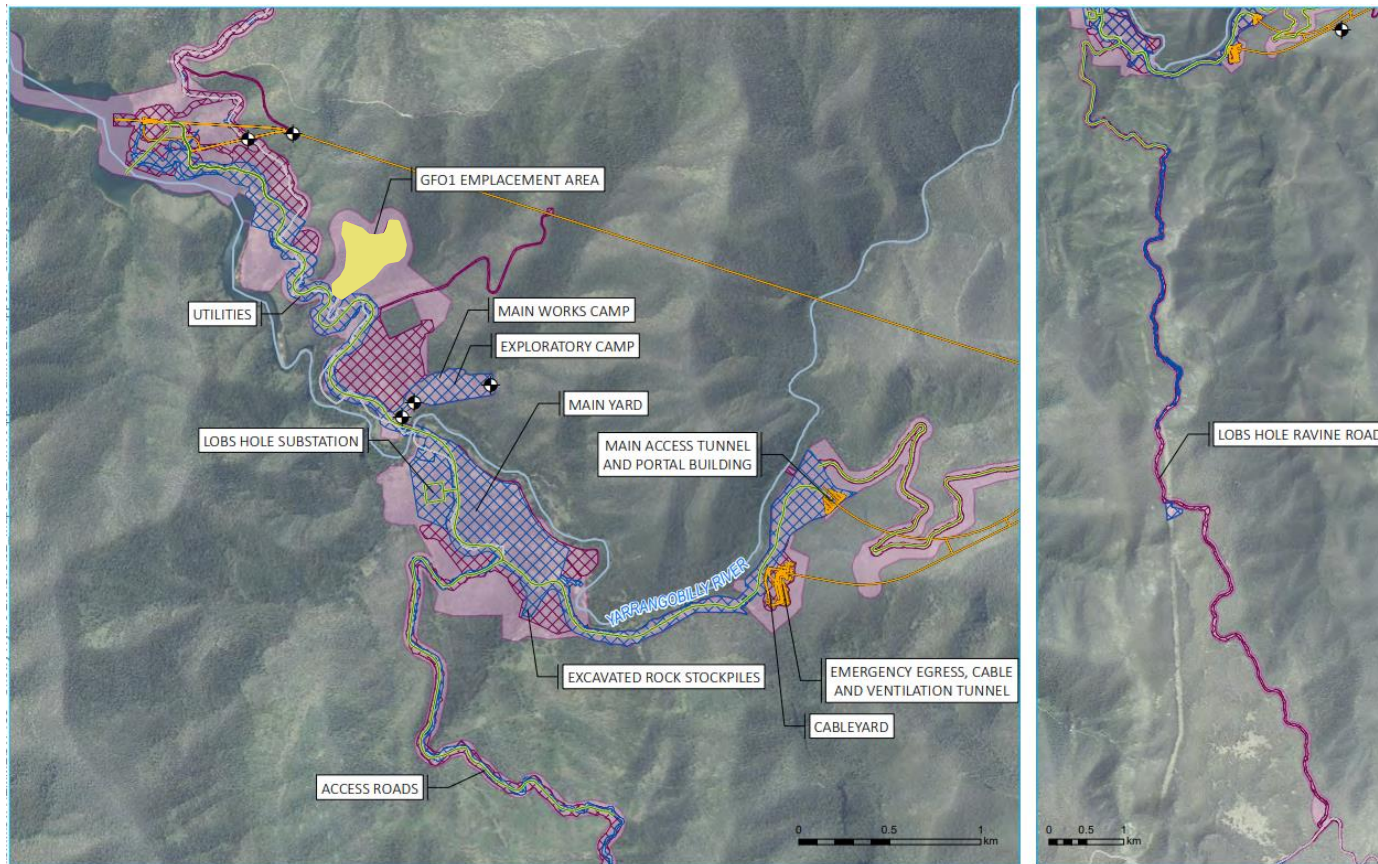 GFO1 EMPLACEMENT AREA
UTILITIES
MAIN WORKS CAMP
EXPLORATORY CAMP
MAIN YARD
LOBS HOLE SUBSTATION
MAIN ACCESS TUNNEL
AND PORTAL BUILDING
YARRANGOBILLY RIVER
EXCAVATED ROCK STOCKPILES
EMERGENCY EGRESS, CABLE
AND VENTILATION TUNNEL
CABLEYARD
ACCESS ROADS
0 0.5 1
km
LOBS HOLE RAVINE ROAD
0 0.5 1
km